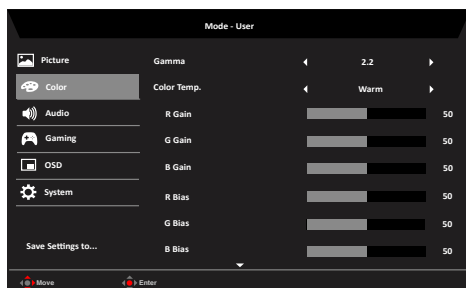 Mode - User
Picture
Color
Audio
Gaming
OSD
System
Save Settings to...
Gamma 2.2
Color Temp. Warm
R Gain 50
G Gain 50
B Gain 50
R Bias 50
G Bias 50
B Bias 50
Move Enter